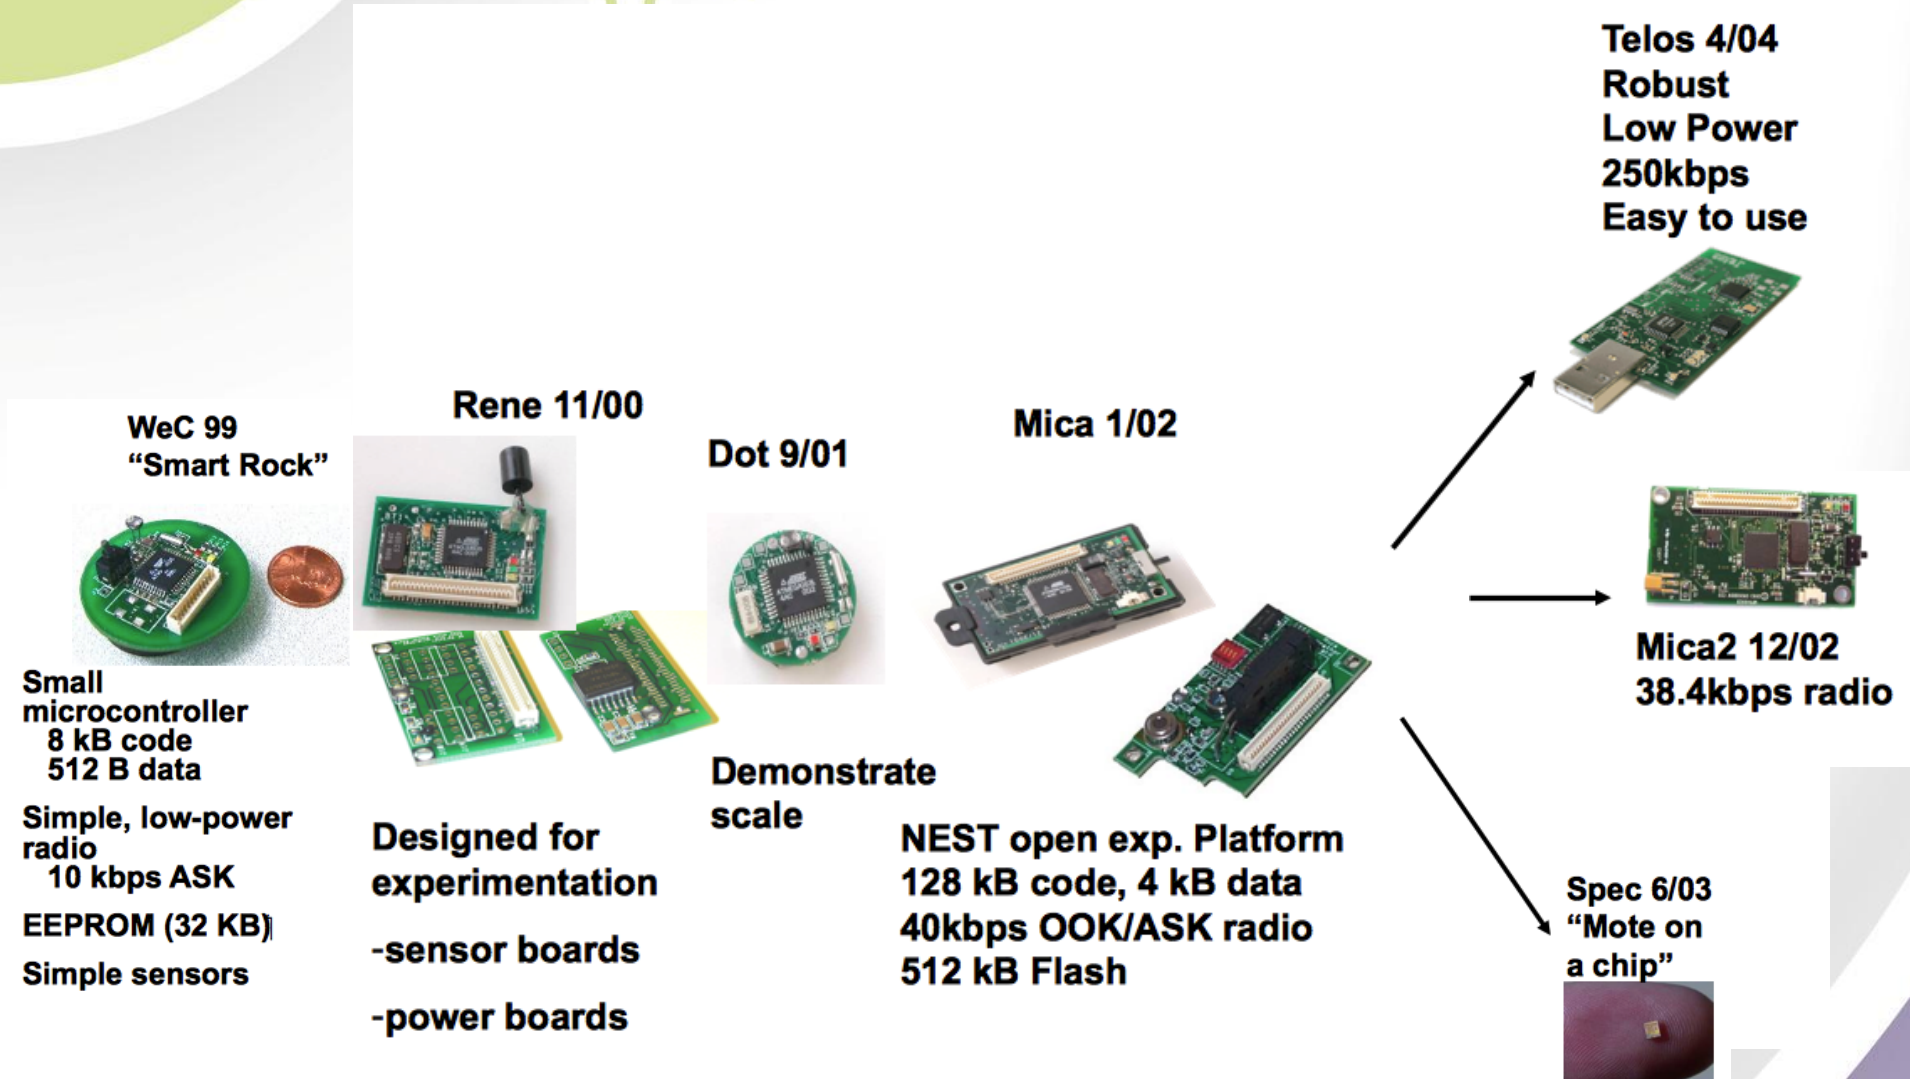 WeC 99
“Smart Rock”
Small
microcontroller
8 kB code
512 B data
Simple, low-power
radio
10 kbps ASK
EEPROM (32 KB)
Simple sensors
Rene 11/00
Designed for
experimentation
-sensor boards
-power boards
Dot 9/01
Demonstrate
scale
Mica 1/02
NEST open exp. Platform
128 kB code, 4 kB data
40kbps OOK/ASK radio
512 kB Flash
Telos 4/04
Robust
Low Power
250kbps
Easy to use
Mica2 12/02
38.4kbps radio
Spec 6/03
“Mote on
a chip”